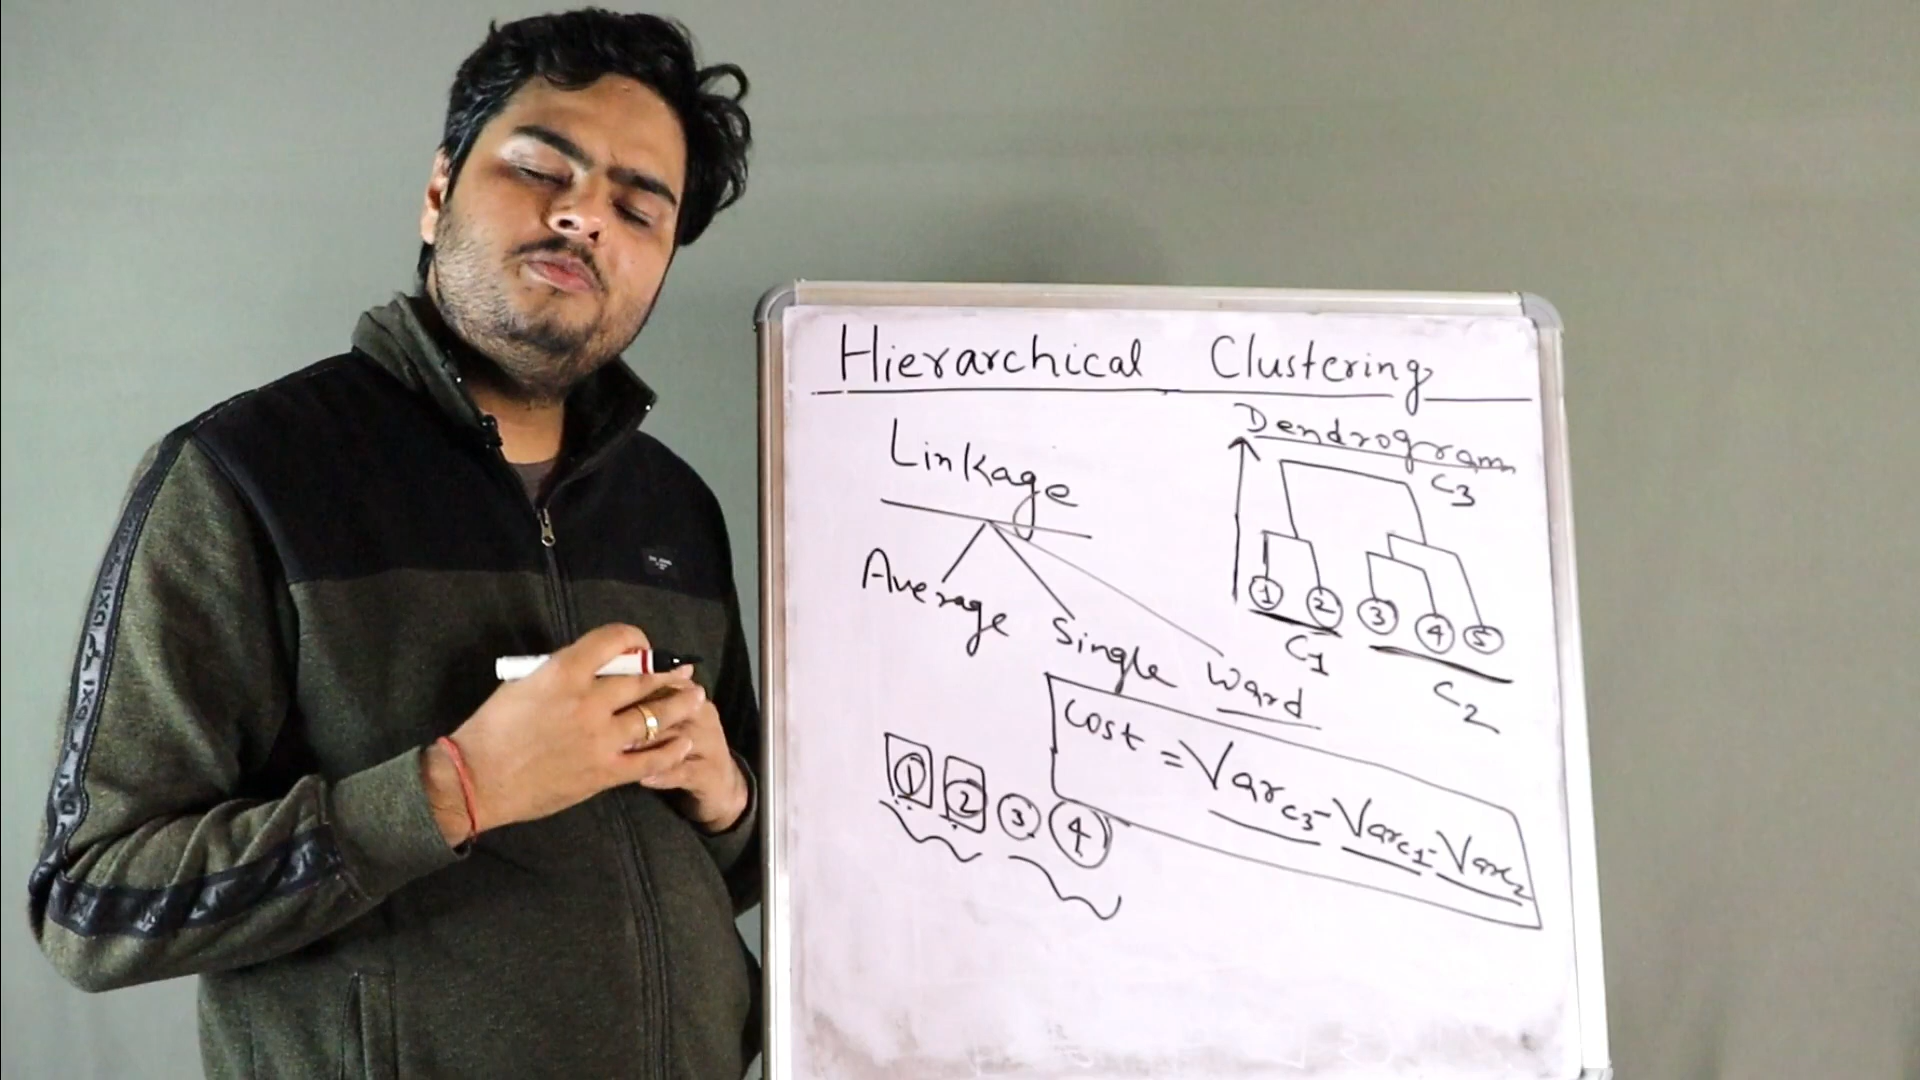 Hierarchical Clustering
Linkage
Average Single Ward
Dendrogram
C3
1 2 3 4 5
C1
C2
Cost = Varc3 - Varc1 - Varc2
1 2 3 4
DXI